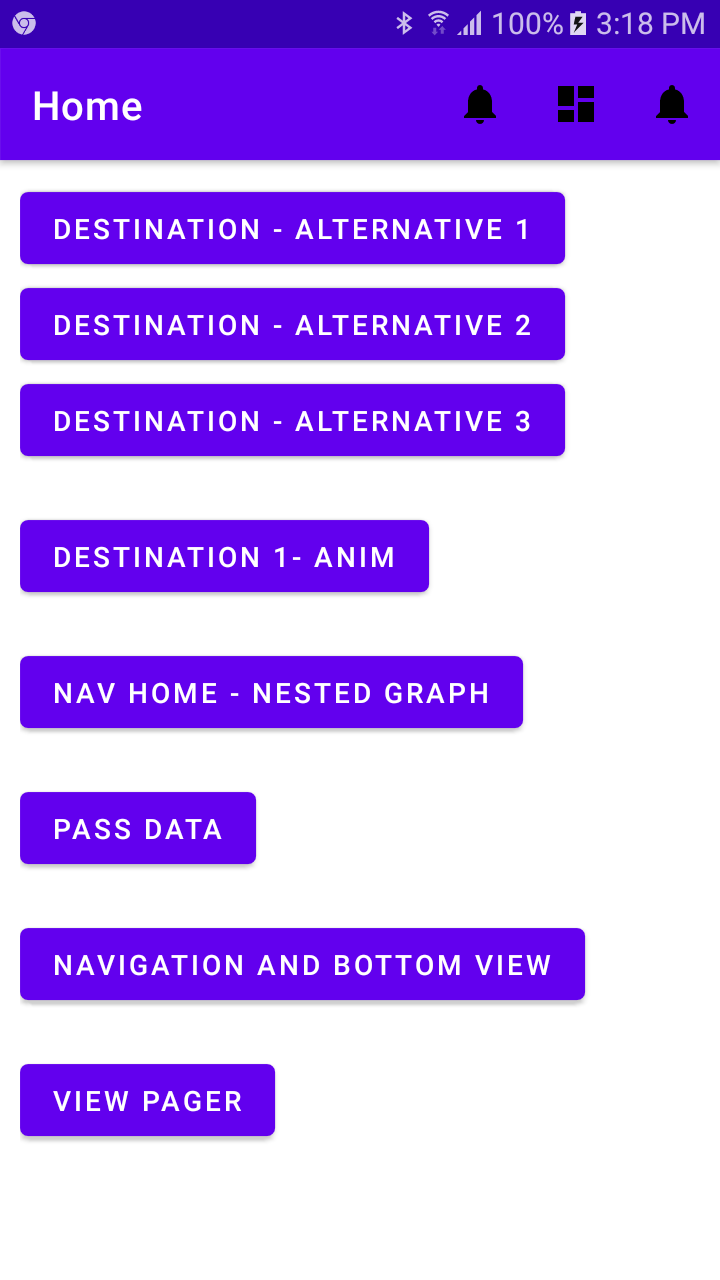 100% 3:18 PM
Home
DESTINATION - ALTERNATIVE 1
DESTINATION - ALTERNATIVE 2
DESTINATION - ALTERNATIVE 3
DESTINATION 1- ANIM
NAV HOME - NESTED GRAPH
PASS DATA
NAVIGATION AND BOTTOM VIEW
VIEW PAGER